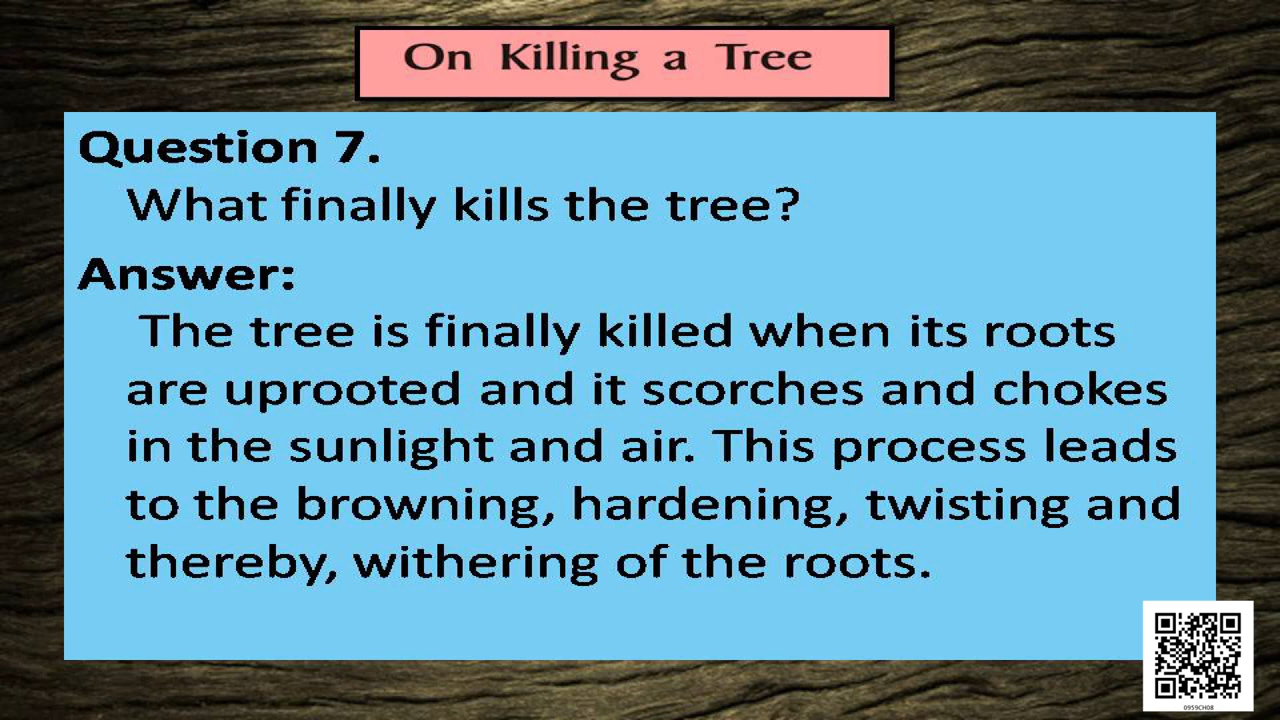 On Killing a Tree
Question 7.
What finally kills the tree?
Answer:
The tree is finally killed when its roots
are uprooted and it scorches and chokes
in the sunlight and air. This process leads
to the browning, hardening, twisting and
thereby, withering of the roots.
0959CH08